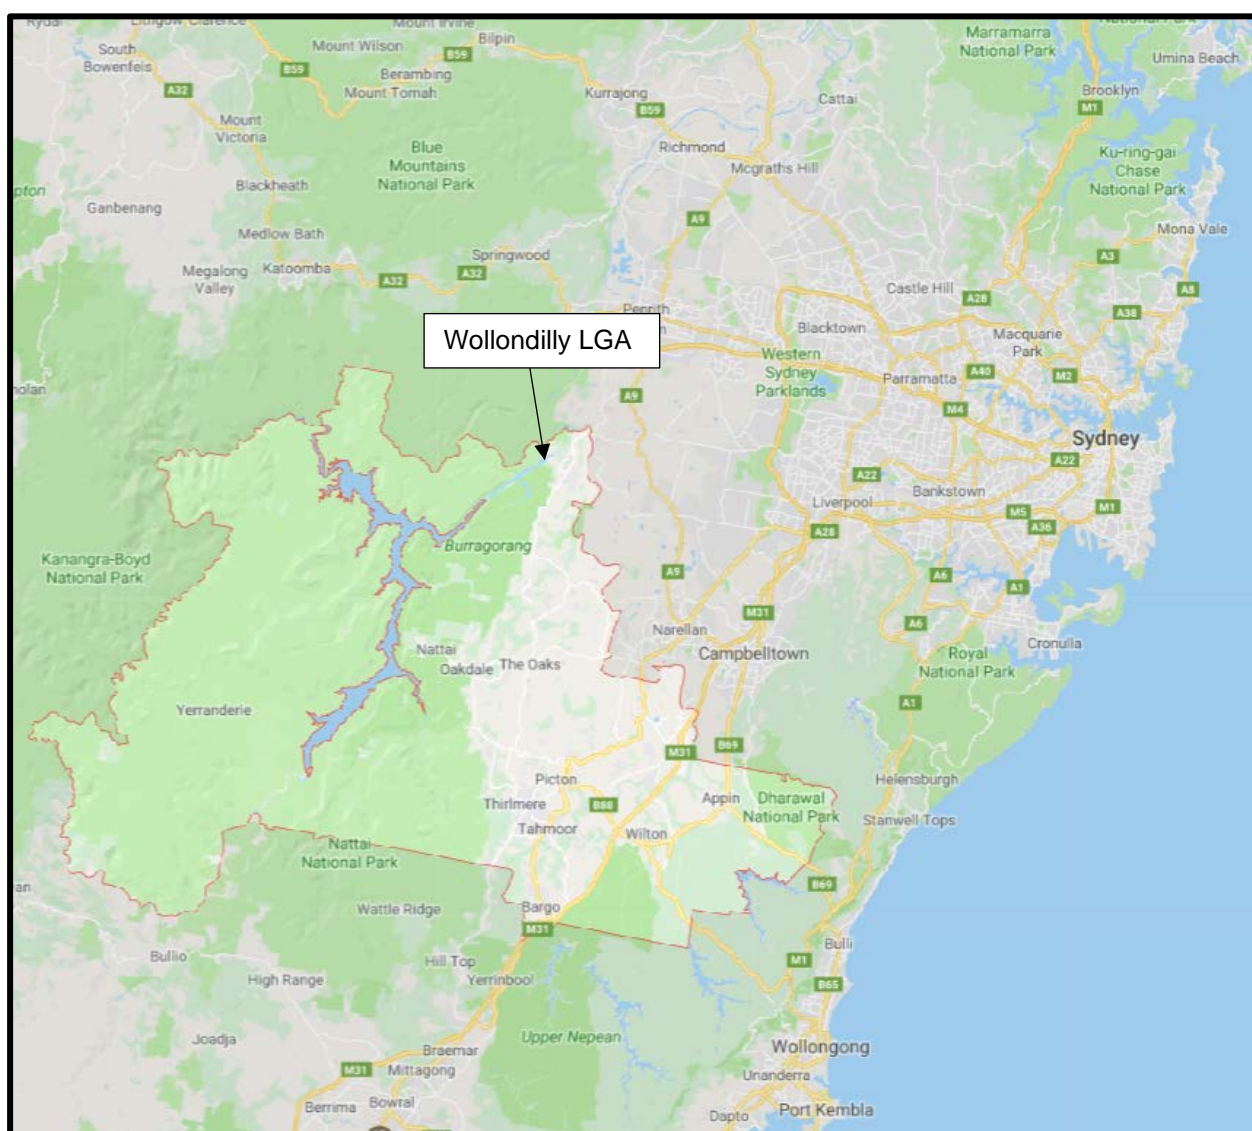 Rydal
Lithgow Clarence
Mount Irvine
National Park
South
Bowenfels
Mount Wilson
Bilpin
B59
B59
Marramarra
National Park
Umina Beach
Berambing
Mount Tomah
A32
Kurrajong
B59
Cattai
Brooklyn
M1
Mount
Victoria
Richmond
Mcgraths Hill
Blue
Mountains
National Park
Ku-ring-gai
Chase
National Park
Blackheath
Ganbenang
A9
Mona Vale
Medlow Bath
Springwood
A3
Megalong
Valley
Katoomba
A32
A32
Castle Hill
A28
A8
Penrith
A38
Blacktown
Macquarie
Park
Wollondilly LGA
Western
Sydney
Parklands
Parramatta
A40
M2
A9
M4
Sydney
A22
A22
Bankstown
Liverpool
M5
M1
A36
A28
Burragorang
Kanangra-Boyd
National Park
A9
A6
A1
M31
A6
Narellan
Cronulla
Nattai
Campbelltown
Royal
National Park
Oakdale
The Oaks
A1
Yerranderie
M31
B69
Picton
Helensburgh
Thirlmere
B88
Appin
Dharawal
National Park
Stanwell Tops
Tahmoor
Wilton
Nattai
National Park
B69
Wattle Ridge
Bargo
M31
Bulli
Bullio
Hill Top
M1
High Range
Yerrinbool
B65
Joadja
Upper Nepean
Wollongong
Braemar
M31
Mittagong
Unanderra
Berrima
Bowral
Dapto
Port Kembla